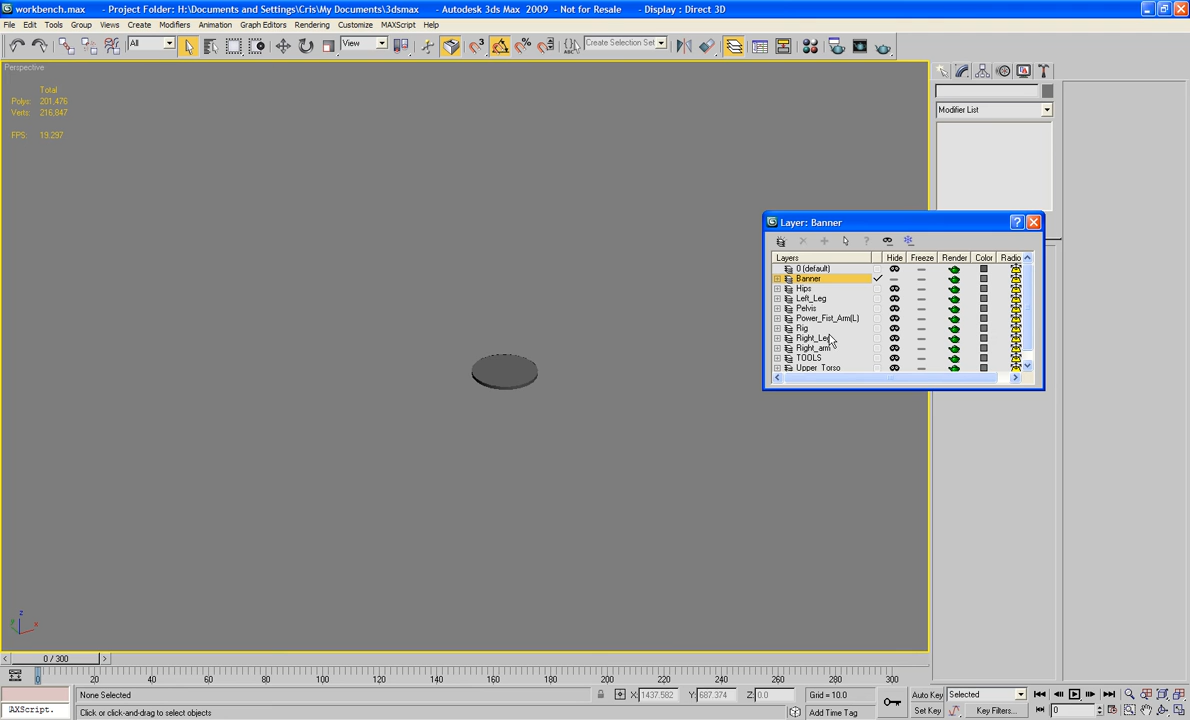 workbench.max - Project Folder: H:\Documents and Settings\Cris\My Documents\3dsmax - Autodesk 3ds Max 2009 - Not for Resale - Display : Direct 3D
File Edit Tools Group Views Create Modifiers Animation Graph Editors Rendering Customize MAXScript Help
All View Create Selection Set
Perspective
Total
Polys: 201,476
Verts: 216,847
FPS: 19.297
Modifier List
Layer: Banner
Layers Hide Freeze Render Color Radio
0 (default)
Banner
Hips
Left_Leg
Pelvis
Power_Fist_Arm(L)
Rig
Right_Le
Right_arm
TOOLS
Upper_Torso
z
x
0 / 300
0 20 40 60 80 100 120 140 160 180 200 220 240 260 280 300
None Selected X: 1437.582 Y: 687.374 Z: 0.0 Grid = 10.0 Auto Key Selected
AXScript. Click or click-and-drag to select objects Add Time Tag Set Key Key Filters... 0